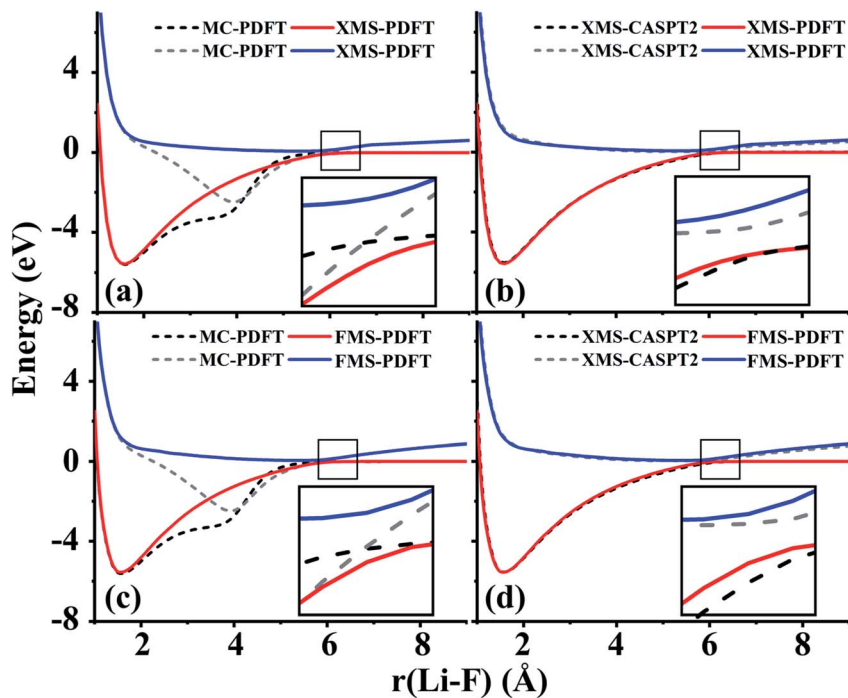 MC-PDFT XMS-PDFT
MC-PDFT XMS-PDFT
XMS-CASPT2 XMS-PDFT
XMS-CASPT2 XMS-PDFT
4
0
-4
-8
(a)
(b)
MC-PDFT FMS-PDFT
MC-PDFT FMS-PDFT
XMS-CASPT2 FMS-PDFT
XMS-CASPT2 FMS-PDFT
4
0
-4
-8
(c)
(d)
Energy (eV)
2 4 6 8 2 4 6 8
r(Li-F) (Å)